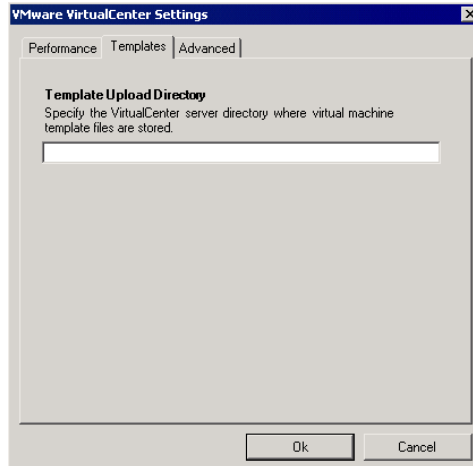 VMware VirtualCenter Settings
Performance Templates Advanced
Template Upload Directory
Specify the VirtualCenter server directory where virtual machine
template files are stored.
Ok Cancel